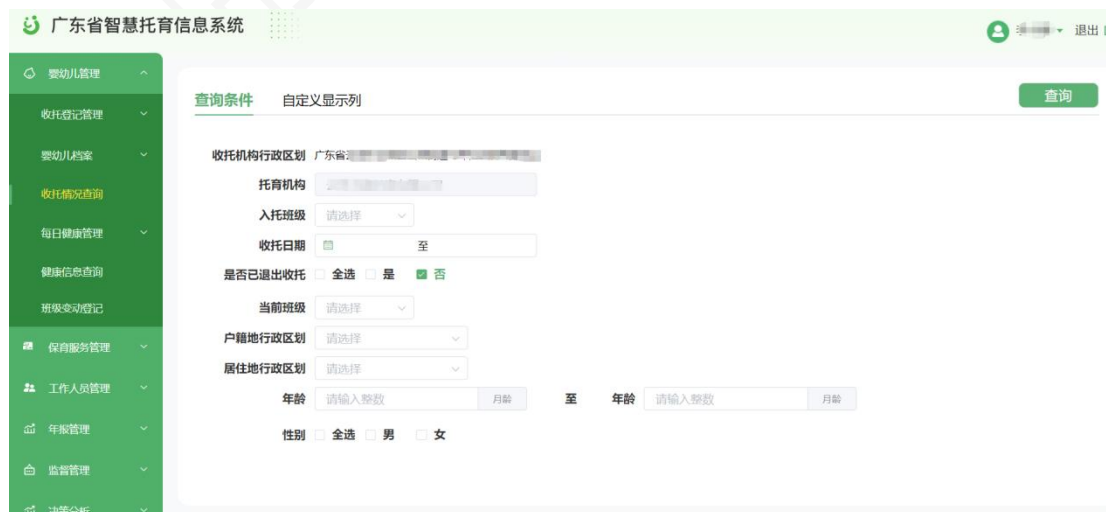 广东省智慧托育信息系统
退出
婴幼儿管理
收托登记管理
婴幼儿档案
收托情况查询
每日健康管理
健康信息查询
班级变动登记
保育服务管理
工作人员管理
年报管理
监督管理
决策分析
查询条件 自定义显示列 查询
收托机构行政区划 广东省
托育机构
入托班级 请选择
收托日期 至
是否已退出收托 全选 是 否
当前班级 请选择
户籍地行政区划 请选择
居住地行政区划 请选择
年龄 请输入整数 月龄 至 年龄 请输入整数 月龄
性别 全选 男 女